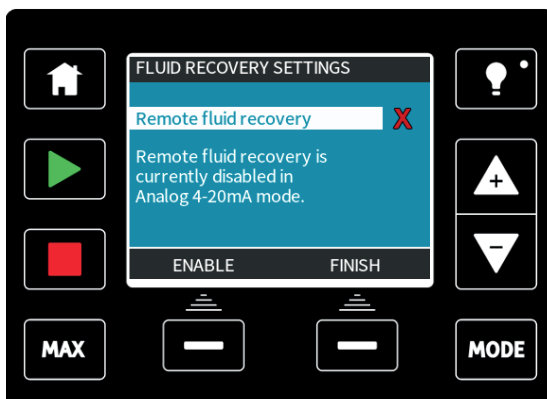 FLUID RECOVERY SETTINGS
Remote fluid recovery X
Remote fluid recovery is
currently disabled in
Analog 4-20mA mode.
ENABLE FINISH
+
-
MAX
MODE